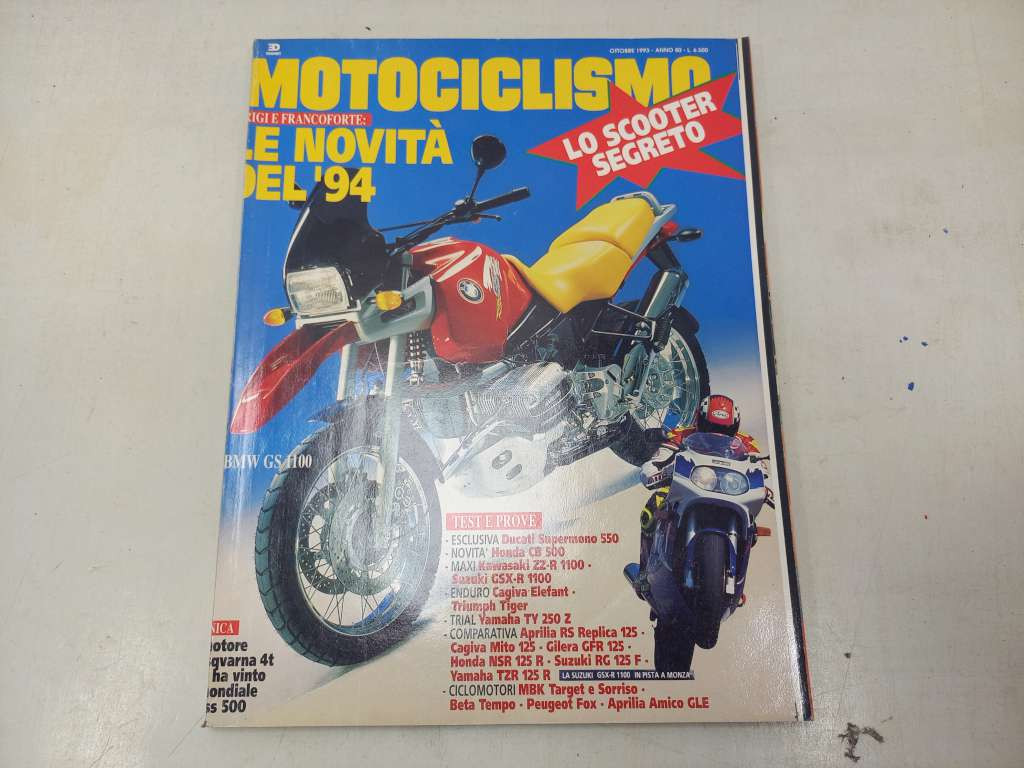 OTTOBRE 1993 - ANNO 80 - L. 6.500
MOTOCICLISMO
IGI E FRANCOFORTE:
LE NOVITÀ
DEL '94
LO SCOOTER
SEGRETO
BMW GS 1100
TEST E PROVE
- ESCLUSIVA Ducati Supermono 550
- NOVITA' Honda CB 500
- MAXI Kawasaki ZZ-R 1100 -
Suzuki GSX-R 1100
- ENDURO Cagiva Elefant -
Triumph Tiger
- TRIAL Yamaha TY 250 Z
- COMPARATIVA Aprilia RS Replica 125 -
Cagiva Mito 125 - Gilera GFR 125 -
Honda NSR 125 R - Suzuki RG 125 F -
Yamaha TZR 125 R
LA SUZUKI GSX-R 1100 IN PISTA A MONZA
- CICLOMOTORI MBK Target e Sorriso -
Beta Tempo - Peugeot Fox - Aprilia Amico GLE
NICA
motore
sqvarna 4t
ha vinto
mondiale
ss 500